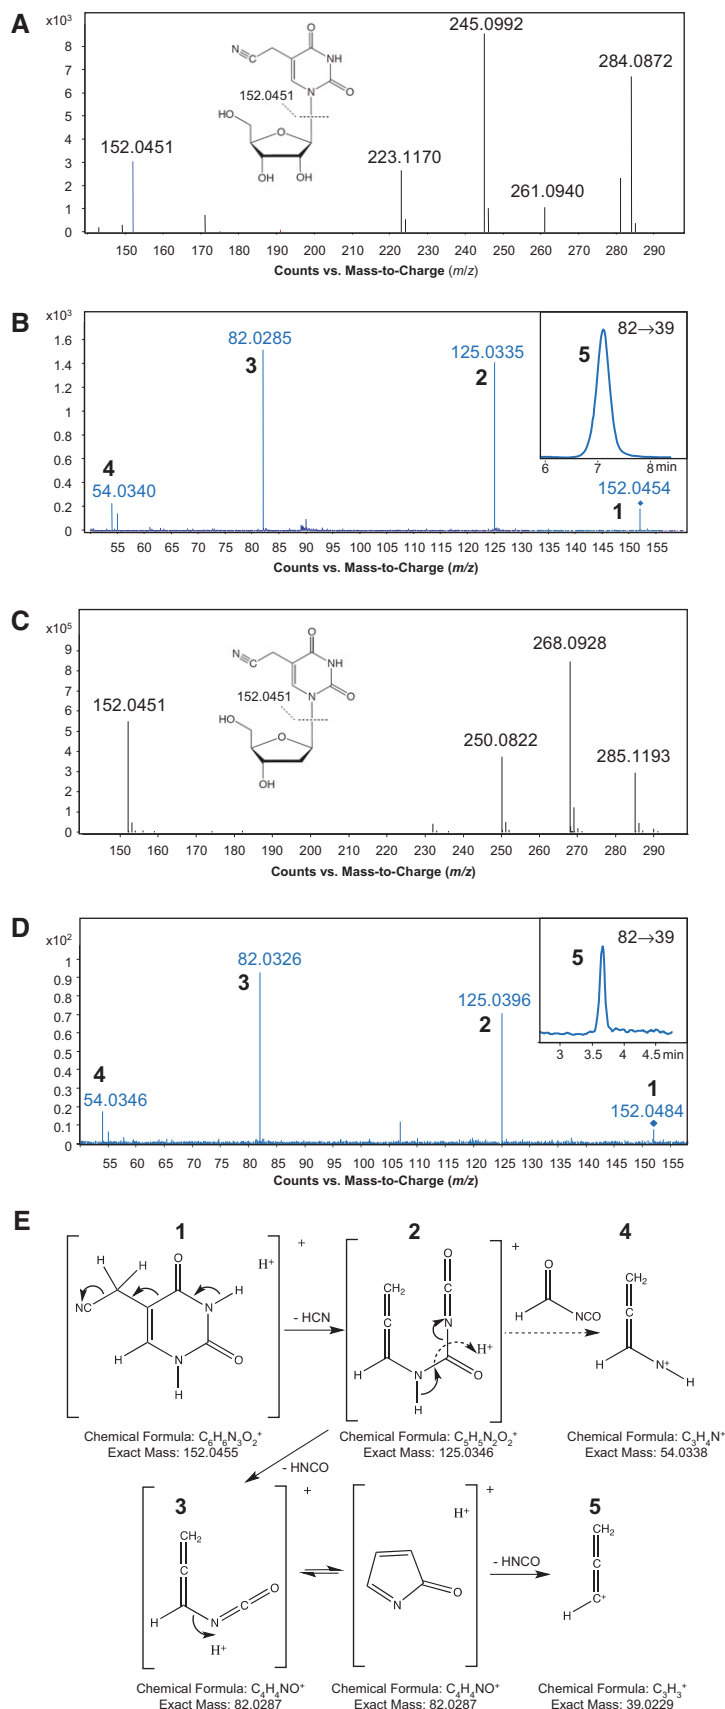 A
x10³
8
7
6
5
4
3
2
1
0
245.0992
284.0872
152.0451
223.1170
261.0940
N
C
O
NH
N
O
152.0451
HO
O
OH OH
150 160 170 180 190 200 210 220 230 240 250 260 270 280 290
Counts vs. Mass-to-Charge (m/z)
B
x10³
1.6
1.4
1.2
1
0.8
0.6
0.4
0.2
0
82.0285
3
125.0335
2
4
54.0340
152.0454
1
82→39
5
6 7 8 min
55 60 65 70 75 80 85 90 95 100 105 110 115 120 125 130 135 140 145 150 155
Counts vs. Mass-to-Charge (m/z)
C
x10⁵
9
8
7
6
5
4
3
2
1
0
268.0928
152.0451
250.0822
285.1193
N
C
O
NH
N
O
152.0451
HO
O
OH
150 160 170 180 190 200 210 220 230 240 250 260 270 280 290
Counts vs. Mass-to-Charge (m/z)
D
x10²
1
0.9
0.8
0.7
0.6
0.5
0.4
0.3
0.2
0.1
0
82.0326
3
125.0396
2
4
54.0346
1
152.0484
82→39
5
3 3.5 4 4.5 min
55 60 65 70 75 80 85 90 95 100 105 110 115 120 125 130 135 140 145 150 155
Counts vs. Mass-to-Charge (m/z)
E
1
H H O
NC
N H
H
N O
H
H⁺
+
- HCN
2
O
C
CH₂
C
N
H⁺
H
N
O
H
+
O
H NCO
4
CH₂
C
H
N⁺
H
Chemical Formula: C₆H₆N₃O₂⁺
Exact Mass: 152.0455
Chemical Formula: C₅H₅N₂O₂⁺
Exact Mass: 125.0346
Chemical Formula: C₃H₄N⁺
Exact Mass: 54.0338
- HNCO
3
CH₂
C
H
N
C
O
H⁺
+
N
O
H⁺
+
- HNCO
5
CH₂
C
C⁺
H
Chemical Formula: C₄H₄NO⁺
Exact Mass: 82.0287
Chemical Formula: C₄H₄NO⁺
Exact Mass: 82.0287
Chemical Formula: C₃H₃⁺
Exact Mass: 39.0229